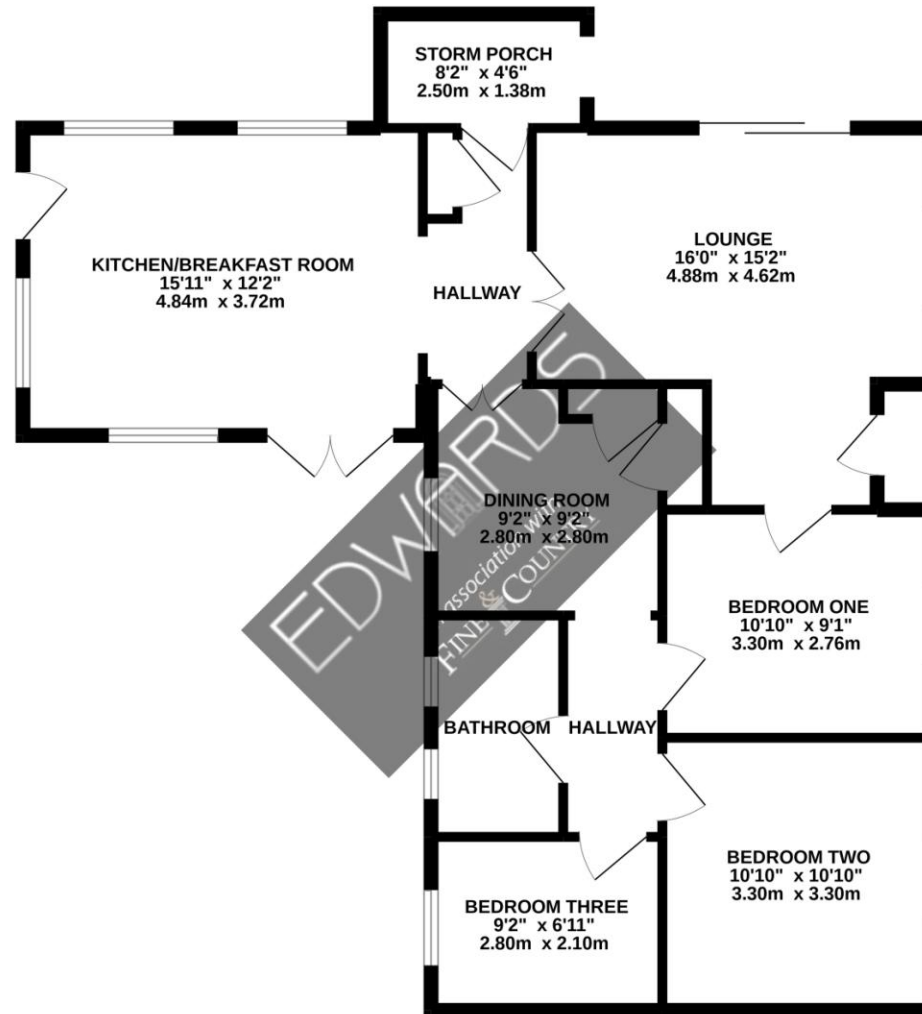 STORM PORCH
8'2" x 4'6"
2.50m x 1.38m
KITCHEN/BREAKFAST ROOM
15'11" x 12'2"
4.84m x 3.72m
HALLWAY
LOUNGE
16'0" x 15'2"
4.88m x 4.62m
DINING ROOM
9'2" x 9'2"
2.80m x 2.80m
EDWARDS
association with
FINE & COUNTRY
BEDROOM ONE
10'10" x 9'1"
3.30m x 2.76m
BATHROOM
HALLWAY
BEDROOM TWO
10'10" x 10'10"
3.30m x 3.30m
BEDROOM THREE
9'2" x 6'11"
2.80m x 2.10m